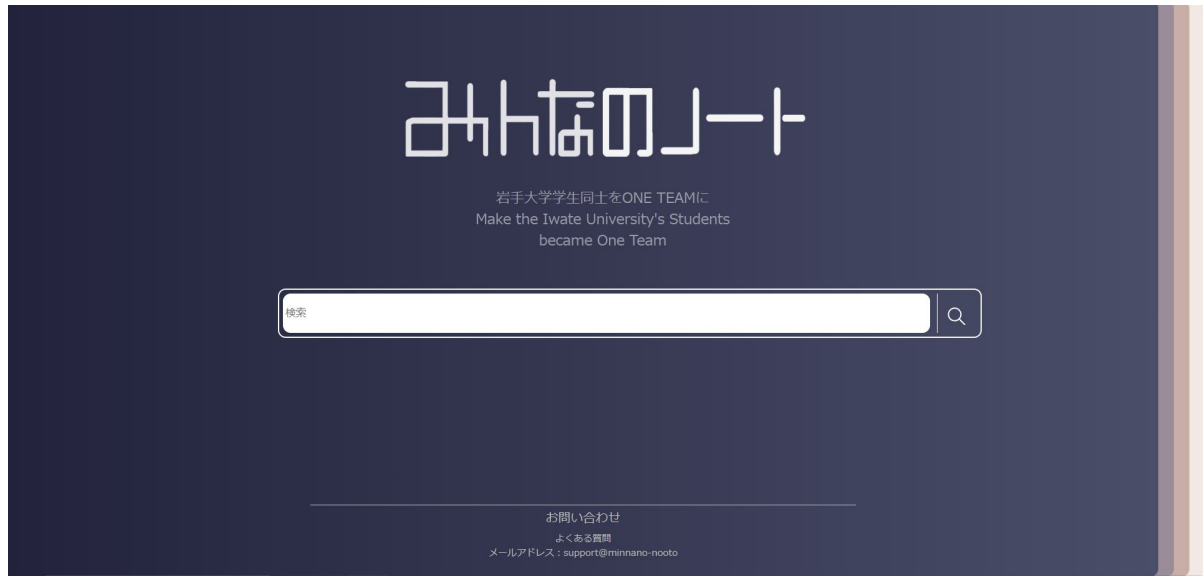 みんなのノート
岩手大学学生同士をONE TEAMに
Make the Iwate University's Students
became One Team
検索
お問い合わせ
よくある質問
メールアドレス：support@minnano-nooto